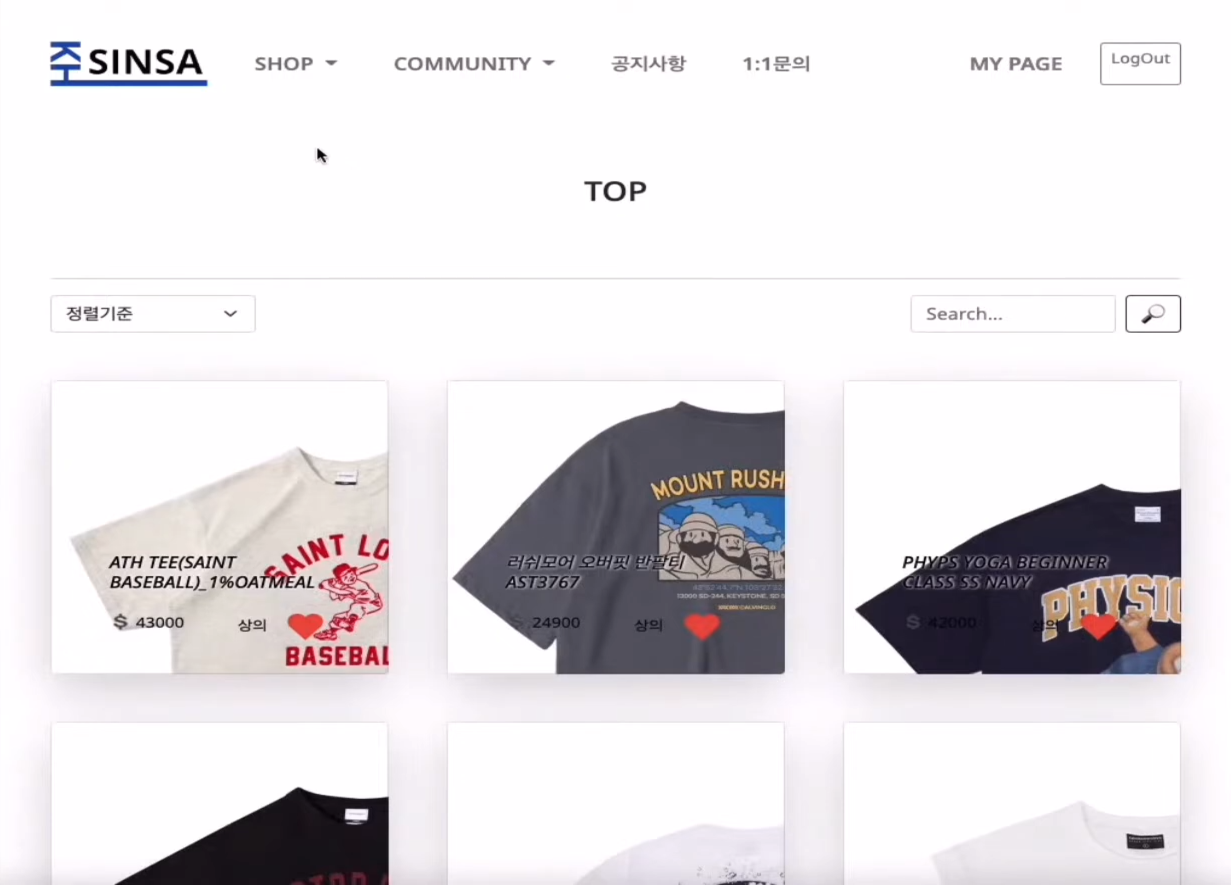 주SINSA
SHOP
COMMUNITY
공지사항
1:1문의
MY PAGE
LogOut
TOP
정렬기준
Search...
SAINT LO
ATH TEE(SAINT
BASEBALL)_1%OATMEAL
$ 43000
상의
BASEBAL
MOUNT RUSH
러쉬모어 오버핏 반팔티
AST3767
$ 24900
상의
PHYPS YOGA BEGINNER
CLASS SS NAVY
PHYSIC
$ 42000
상의